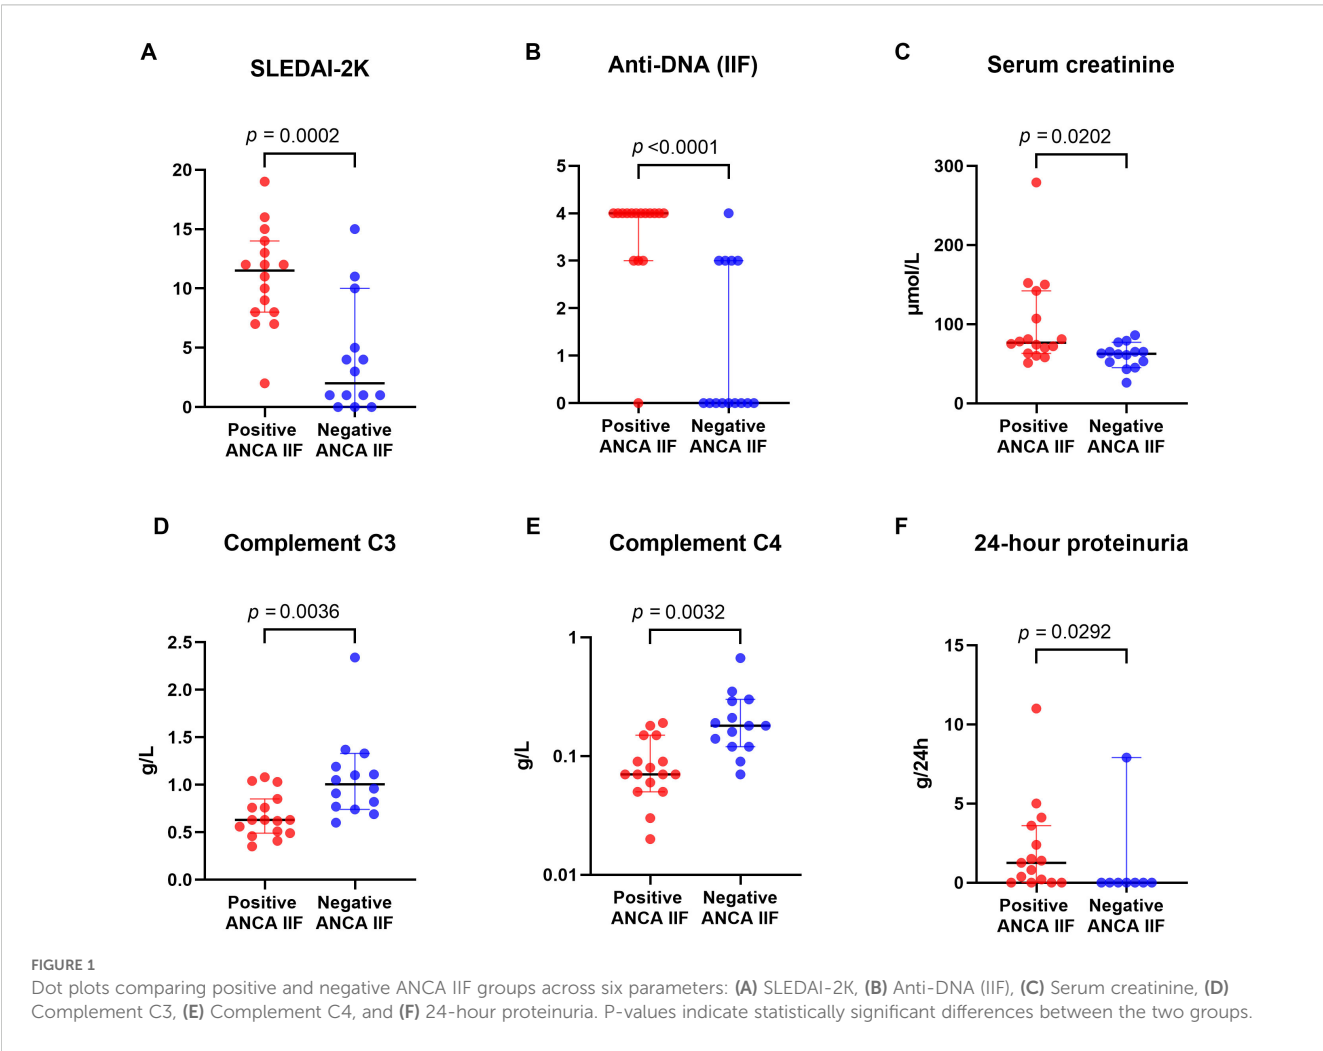 A
SLEDAI-2K
p = 0.0002
20
15
10
5
0
Positive
ANCA IIF
Negative
ANCA IIF
B
Anti-DNA (IIF)
p <0.0001
5
4
3
2
1
0
Positive
ANCA IIF
Negative
ANCA IIF
C
Serum creatinine
p = 0.0202
µmol/L
300
200
100
0
Positive
ANCA IIF
Negative
ANCA IIF
D
Complement C3
p = 0.0036
g/L
2.5
2.0
1.5
1.0
0.5
0.0
Positive
ANCA IIF
Negative
ANCA IIF
E
Complement C4
p = 0.0032
g/L
1
0.1
0.01
Positive
ANCA IIF
Negative
ANCA IIF
F
24-hour proteinuria
p = 0.0292
g/24h
15
10
5
0
Positive
ANCA IIF
Negative
ANCA IIF
FIGURE 1
Dot plots comparing positive and negative ANCA IIF groups across six parameters: (A) SLEDAI-2K, (B) Anti-DNA (IIF), (C) Serum creatinine, (D)
Complement C3, (E) Complement C4, and (F) 24-hour proteinuria. P-values indicate statistically significant differences between the two groups.